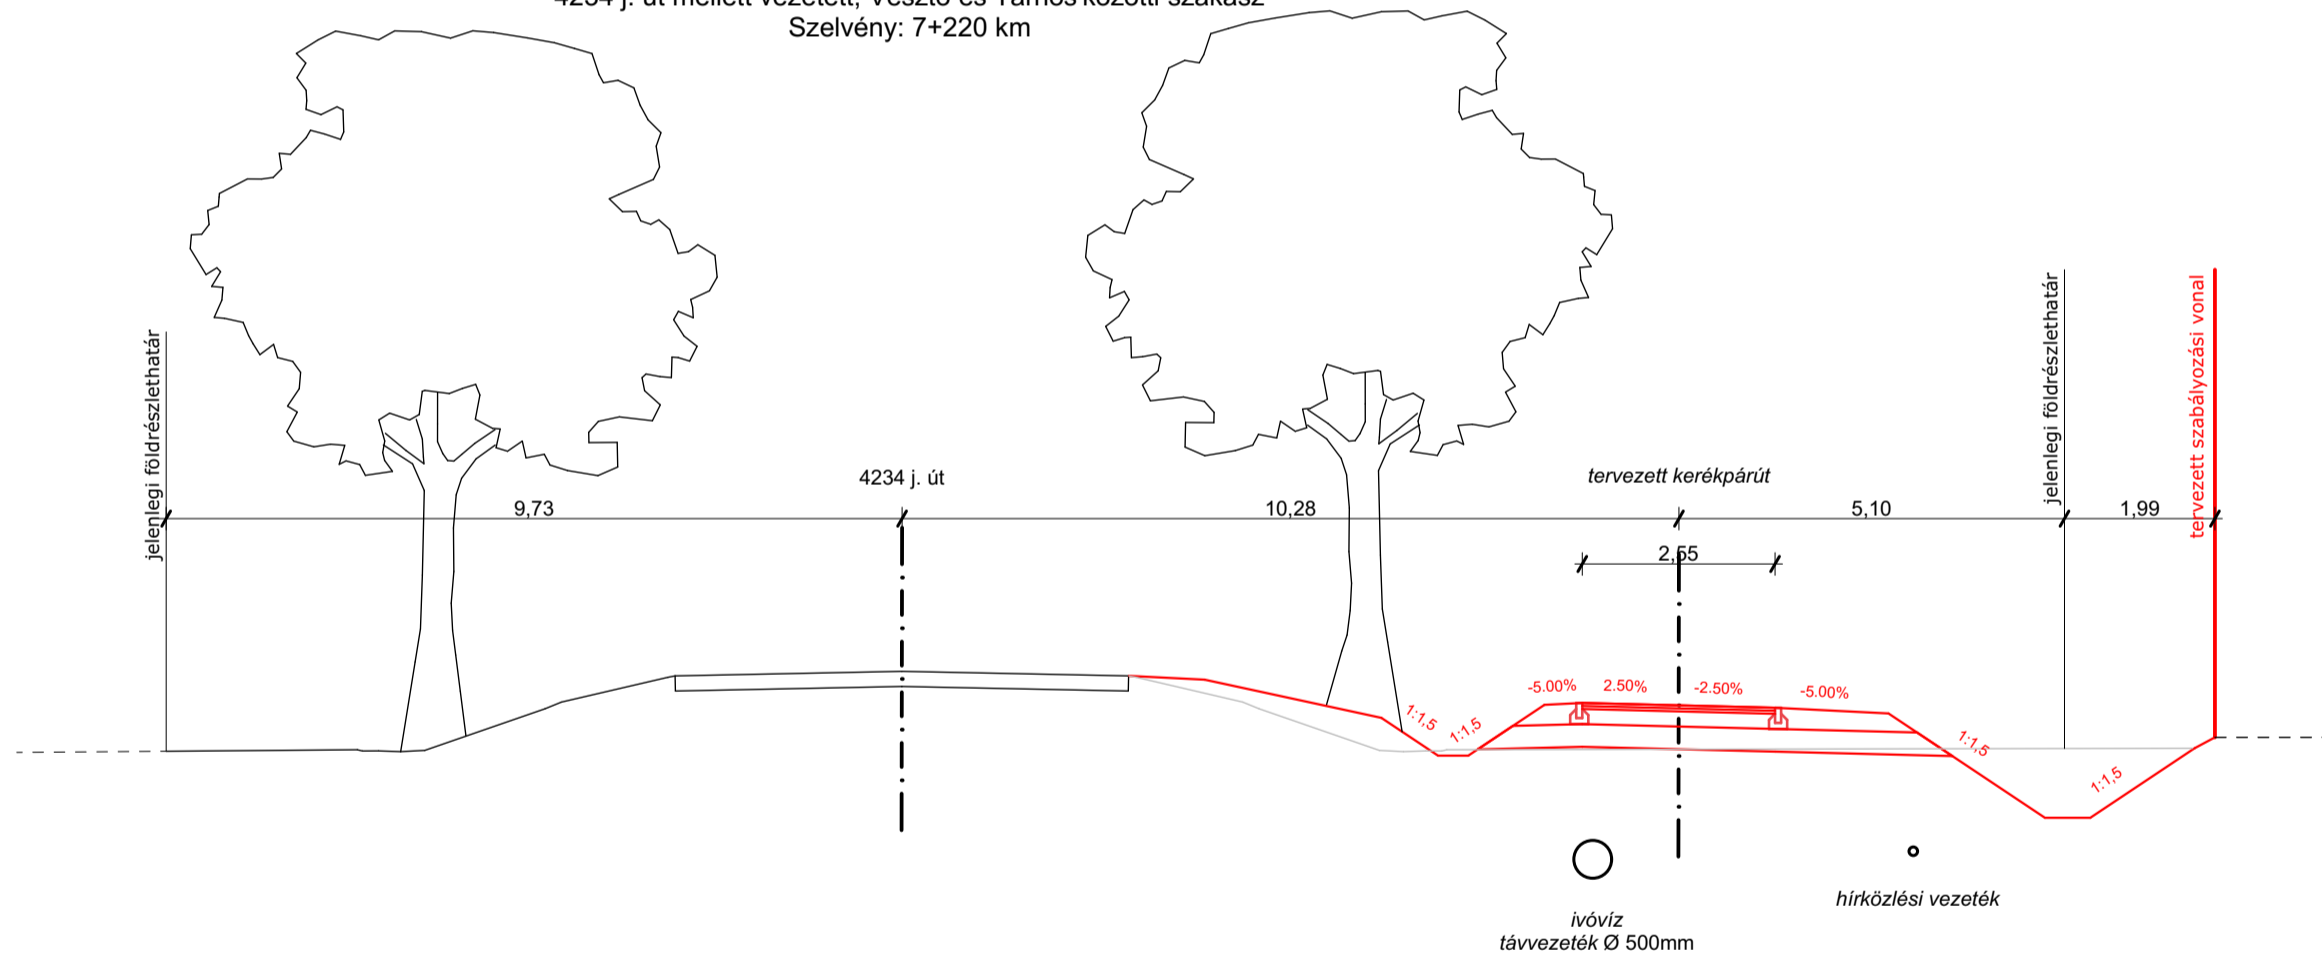 Szelvény: 7+220 km
jelenlegi földrészlethatár
9,73
4234 j. út
10,28
tervezett kerékpárút
5,10
jelenlegi földrészlethatár
1,99
tervezett szabályozási vonal
2,55
-5.00%
2.50%
-2.50%
-5.00%
1:1,5
1:1,5
1:1,5
1:1,5
ivóvíz
távvezeték Ø 500mm
hírközlési vezeték